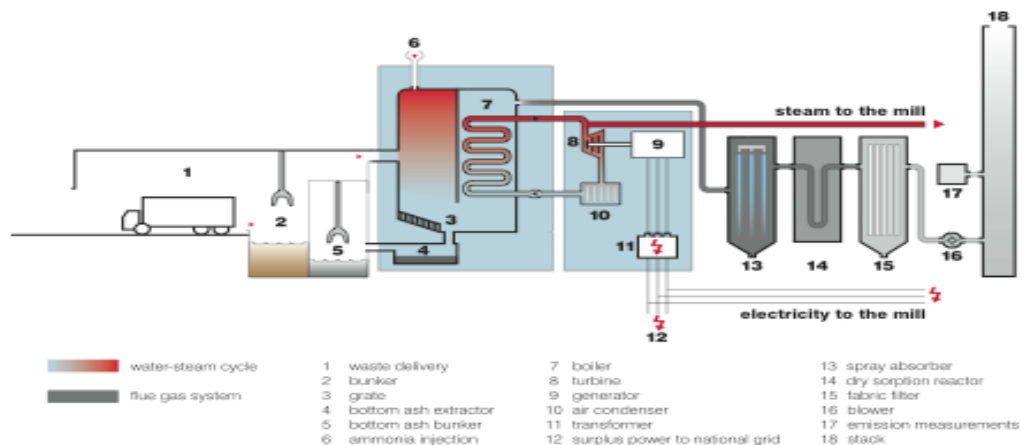 18
6
7
steam to the mill
8
9
1
17
2
3
10
5
4
11
13
14
15
16
electricity to the mill
12
water-steam cycle
flue gas system
1 waste delivery
2 bunker
3 grate
4 bottom ash extractor
5 bottom ash bunker
6 ammonia injection
7 boiler
8 turbine
9 generator
10 air condenser
11 transformer
12 surplus power to national grid
13 spray absorber
14 dry sorption reactor
15 fabric filter
16 blower
17 emission measurements
18 stack